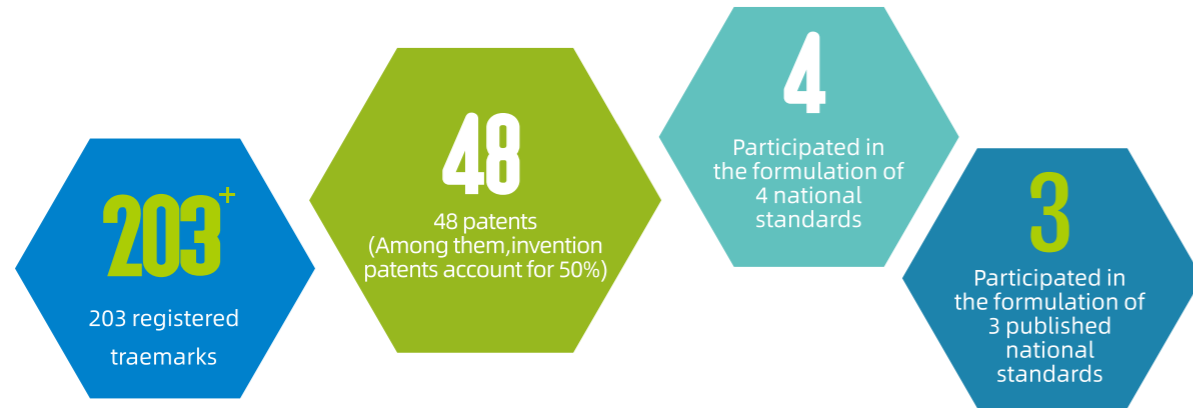 203+
203 registered
traemarks
48
48 patents
(Among them,invention
patents account for 50%)
4
Participated in
the formulation of
4 national
standards
3
Participated in
the formulation of
3 published
national
standards